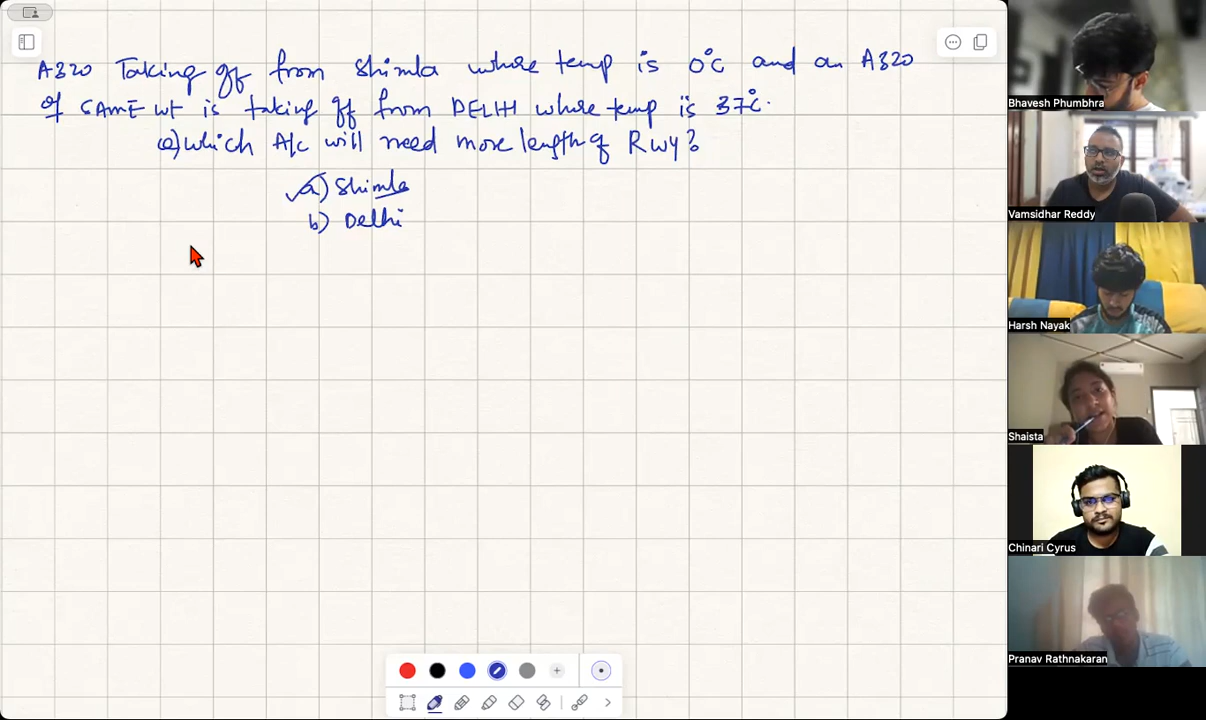 A320 Taking off from Shimla whose temp is 0°C and an A320
of SAME wt is taking off from DELHI whose temp is 37°C.
(a) which A/c will need more length of Rwy?
a) Shimla
b) Delhi
Bhavesh Phumbhra
Vamsidhar Reddy
Harsh Nayak
Shaista
Chinari Cyrus
Pranav Rathnakaran